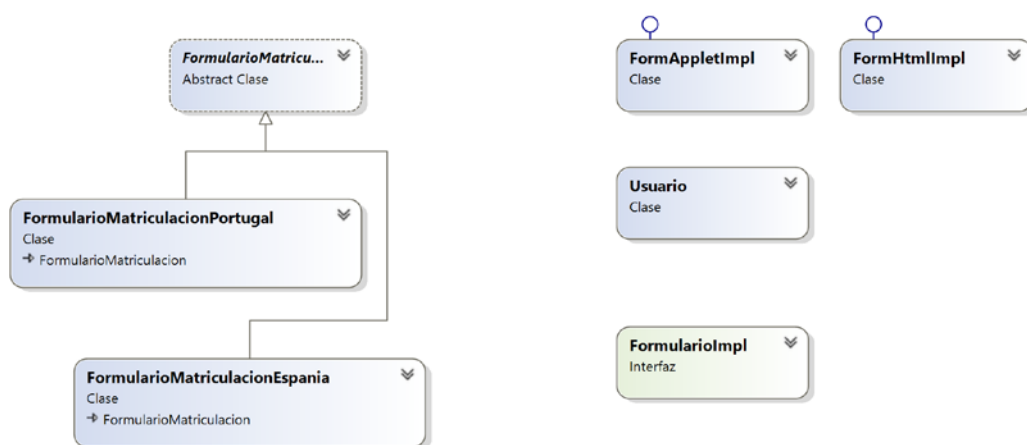 FormularioMatricu...
Abstract Clase
FormAppletImpl
Clase
FormHtmlImpl
Clase
Usuario
Clase
FormularioMatriculacionPortugal
Clase
FormularioMatriculacion
FormularioImpl
Interfaz
FormularioMatriculacionEspania
Clase
FormularioMatriculacion